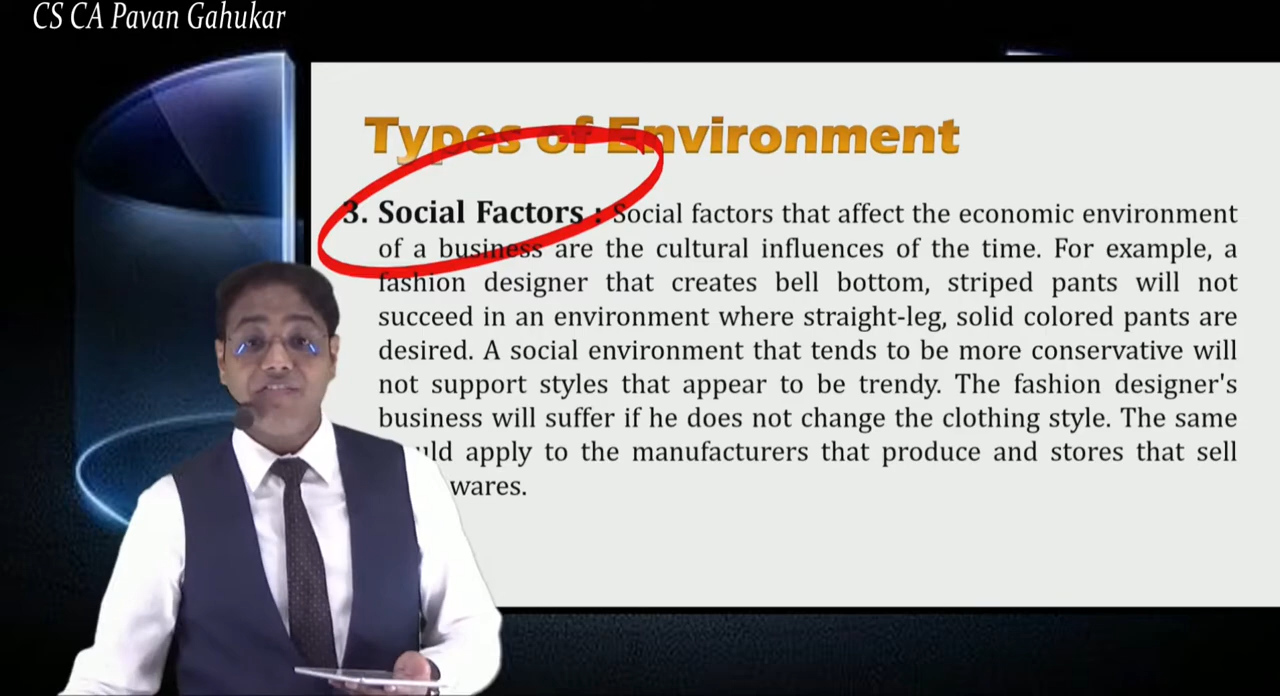 CS CA Pavan Gahukar
Types of Environment
3. Social Factors : Social factors that affect the economic environment
of a business are the cultural influences of the time. For example, a
fashion designer that creates bell bottom, striped pants will not
succeed in an environment where straight-leg, solid colored pants are
desired. A social environment that tends to be more conservative will
not support styles that appear to be trendy. The fashion designer's
business will suffer if he does not change the clothing style. The same
apply to the manufacturers that produce and stores that sell
wares.